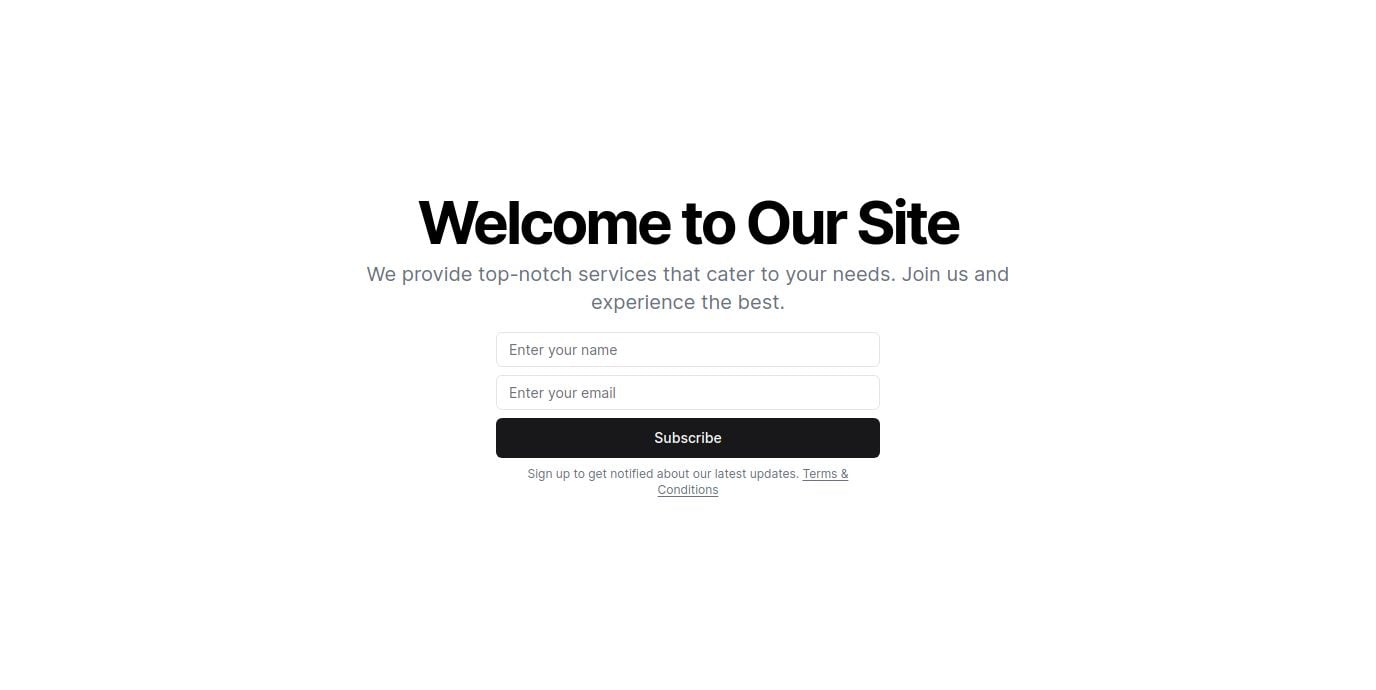 Welcome to Our Site
We provide top-notch services that cater to your needs. Join us and
experience the best.
Enter your name
Enter your email
Subscribe
Sign up to get notified about our latest updates. Terms &
Conditions